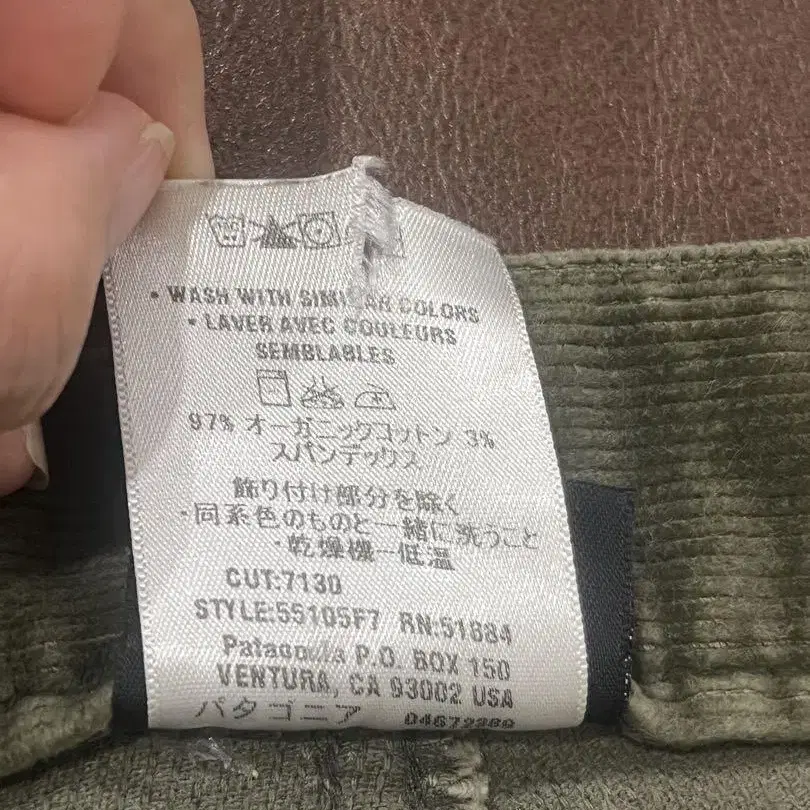 • WASH WITH SIMILAR COLORS
• LAVER AVEC COULEURS
SEMBLABLES
97% オーガニックコットン 3%
スパンデックス
飾り付け部分を除く
・同系色のものと一緒に洗うこと
・乾燥機一低温
CUT:7130
STYLE:55105F7 RN:51884
Patagonia P.O. BOX 150
VENTURA, CA 93002 USA
パタゴニア